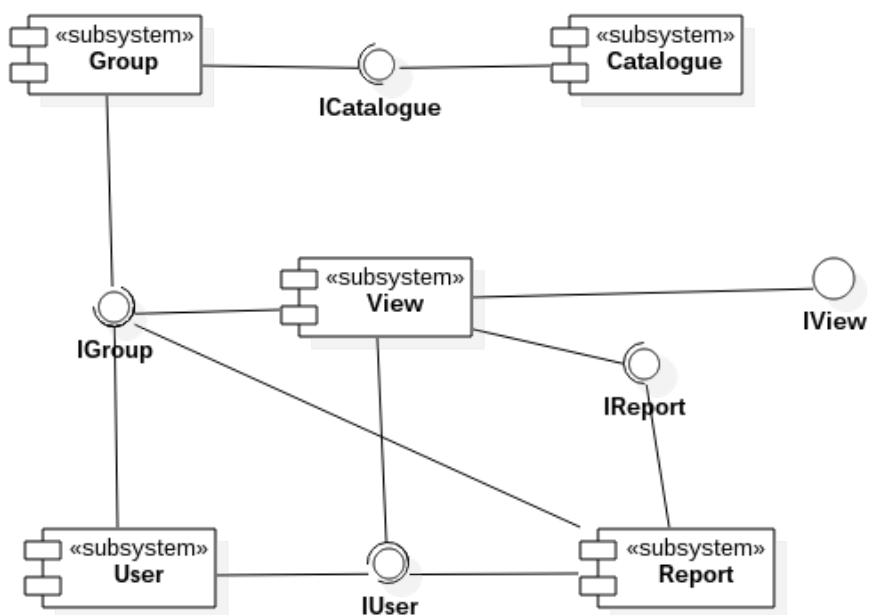 «subsystem»
Group
«subsystem»
Catalogue
ICatalogue
«subsystem»
View
IView
IGroup
IReport
«subsystem»
User
«subsystem»
Report
IUser